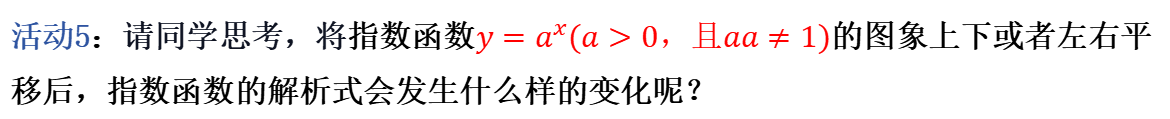 活动5：请同学思考，将指数函数y = aˣ(a > 0，且aa ≠ 1)的图象上下或者左右平
移后，指数函数的解析式会发生什么样的变化呢？